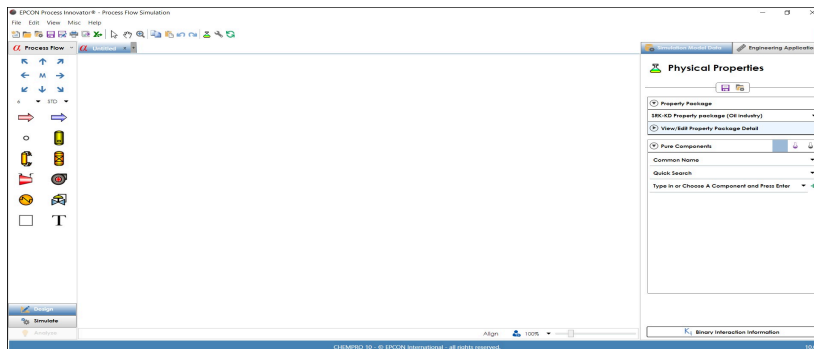 EPCON Process Innovator® - Process Flow Simulation
File Edit View Misc Help
α Process Flow
α Untitled
Simulation Model Data
Engineering Applicatio
M
6 STD
T
Physical Properties
Property Package
SRK-KD Property package (Oil Industry)
View/Edit Property Package Detail
Pure Components
Common Name
Quick Search
Type in or Choose A Component and Press Enter
Design
Simulate
Analyze
Align 100%
Binary Interaction Information
CHEMPRO 10 - © EPCON International - all rights reserved.